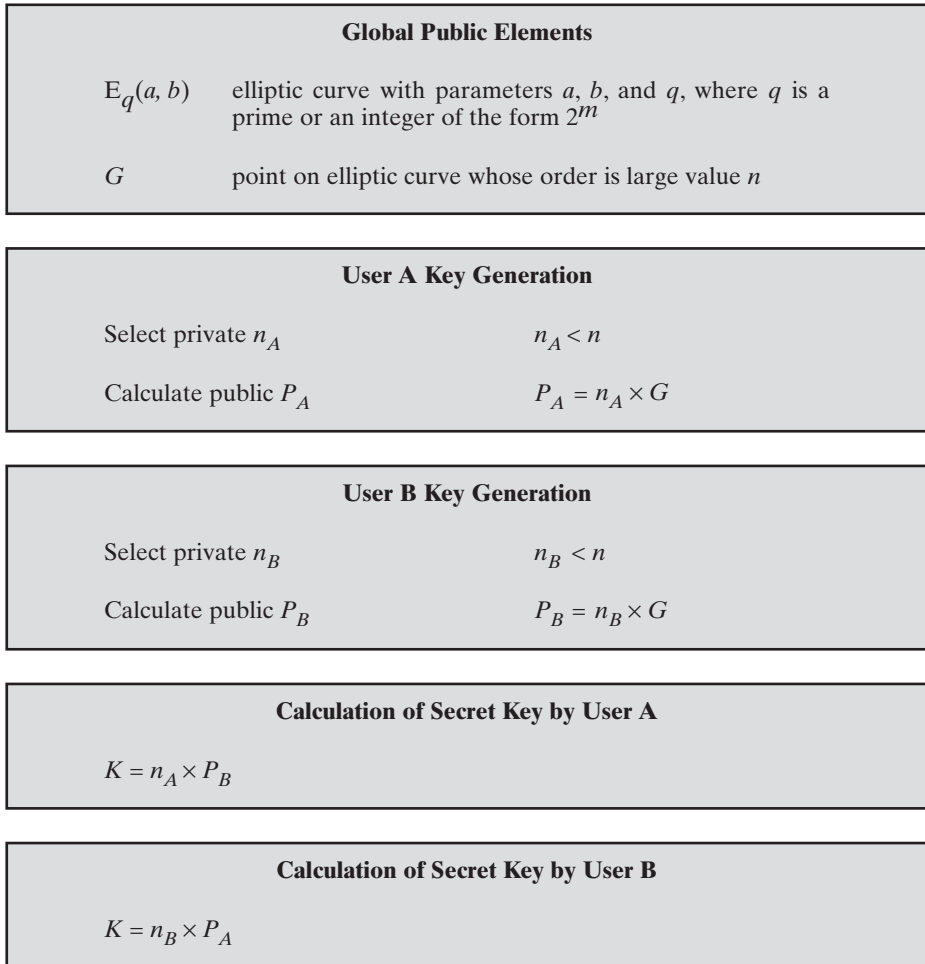 Global Public Elements
E_q(a, b) elliptic curve with parameters a, b, and q, where q is a
prime or an integer of the form 2^m
G point on elliptic curve whose order is large value n
User A Key Generation
Select private n_A n_A < n
Calculate public P_A P_A = n_A × G
User B Key Generation
Select private n_B n_B < n
Calculate public P_B P_B = n_B × G
Calculation of Secret Key by User A
K = n_A × P_B
Calculation of Secret Key by User B
K = n_B × P_A